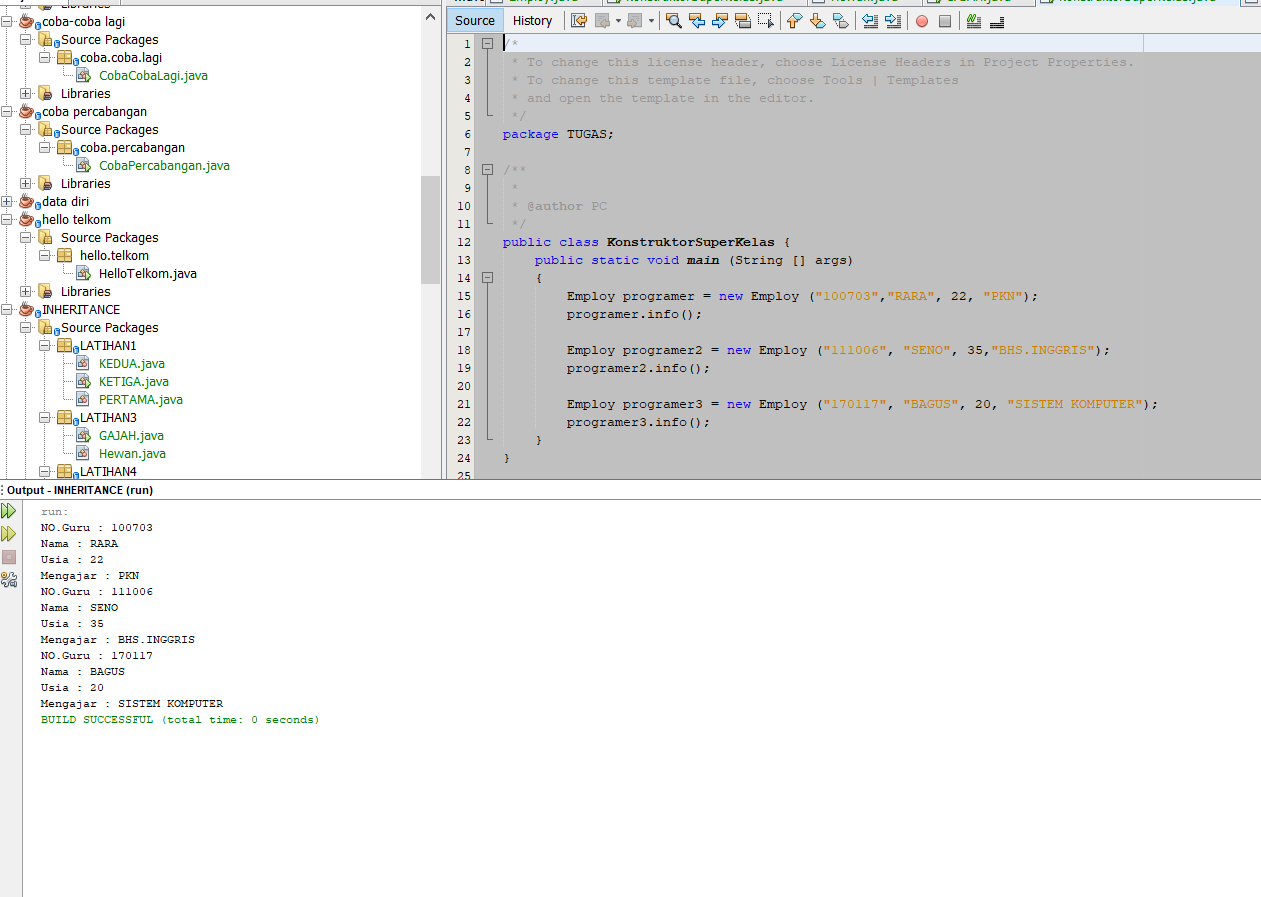 Libraries
coba-coba lagi
Source Packages
coba.coba.lagi
CobaCobaLagi.java
Libraries
coba percabangan
Source Packages
coba.percabangan
CobaPercabangan.java
Libraries
data diri
hello telkom
Source Packages
hello.telkom
HelloTelkom.java
Libraries
INHERITANCE
Source Packages
LATIHAN1
KEDUA.java
KETIGA.java
PERTAMA.java
LATIHAN3
GAJAH.java
Hewan.java
LATIHAN4
Source History
1 /*
2 * To change this license header, choose License Headers in Project Properties.
3 * To change this template file, choose Tools | Templates
4 * and open the template in the editor.
5 */
6 package TUGAS;
7
8 /**
9 *
10 * @author PC
11 */
12 public class KonstruktorSuperKelas {
13 public static void main (String [] args)
14 {
15 Employ programer = new Employ ("100703","RARA", 22, "PKN");
16 programer.info();
17
18 Employ programer2 = new Employ ("111006", "SENO", 35,"BHS.INGGRIS");
19 programer2.info();
20
21 Employ programer3 = new Employ ("170117", "BAGUS", 20, "SISTEM KOMPUTER");
22 programer3.info();
23 }
24 }
25
Output - INHERITANCE (run)
run:
NO.Guru : 100703
Nama : RARA
Usia : 22
Mengajar : PKN
NO.Guru : 111006
Nama : SENO
Usia : 35
Mengajar : BHS.INGGRIS
NO.Guru : 170117
Nama : BAGUS
Usia : 20
Mengajar : SISTEM KOMPUTER
BUILD SUCCESSFUL (total time: 0 seconds)